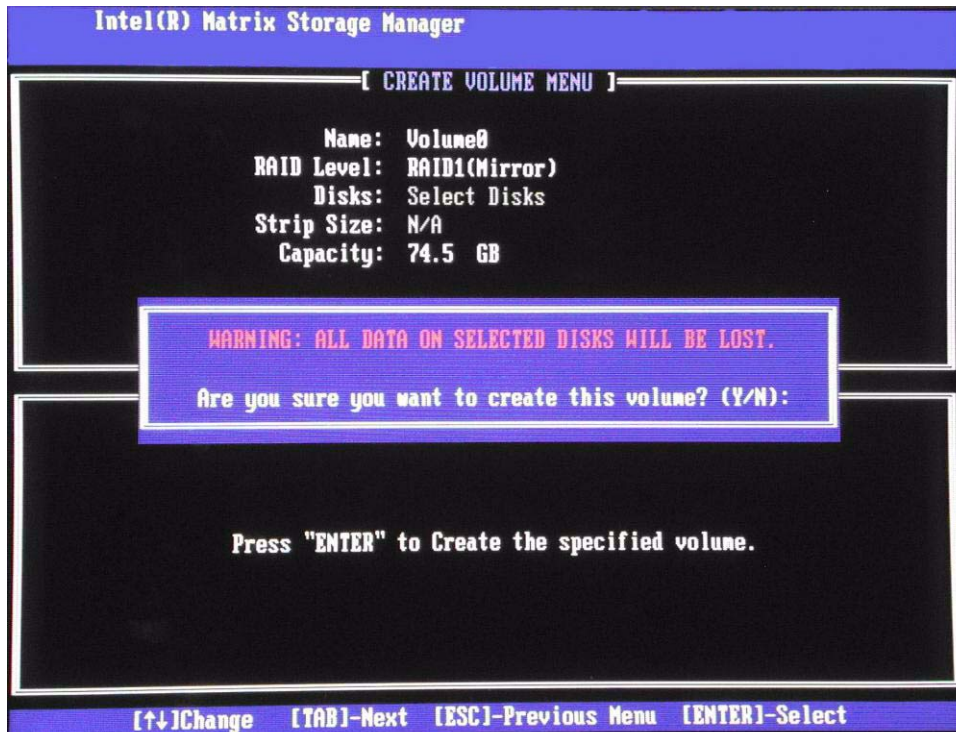 Intel(R) Matrix Storage Manager
[ CREATE VOLUME MENU ]
Name: Volume0
RAID Level: RAID1(Mirror)
Disks: Select Disks
Strip Size: N/A
Capacity: 74.5 GB
WARNING: ALL DATA ON SELECTED DISKS WILL BE LOST.
Are you sure you want to create this volume? (Y/N):
Press "ENTER" to Create the specified volume.
[↑↓]Change [TAB]-Next [ESC]-Previous Menu [ENTER]-Select